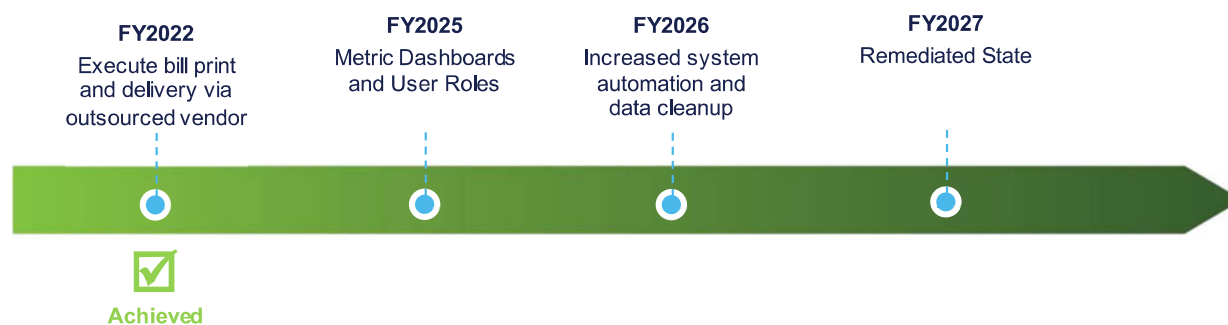 FY2022
Execute bill print
and delivery via
outsourced vendor
FY2025
Metric Dashboards
and User Roles
FY2026
Increased system
automation and
data cleanup
FY2027
Remediated State
Achieved